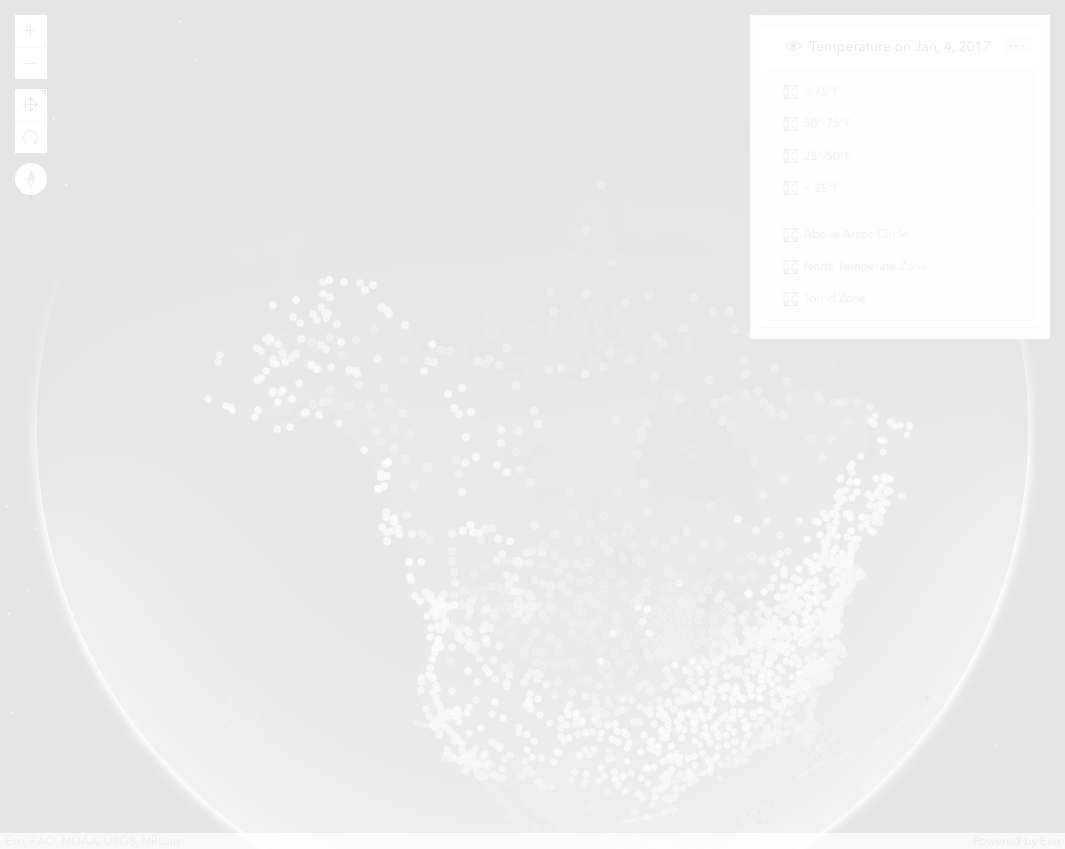 Temperature on Jan, 4, 2017
> 75°F
50°-75°F
25°-50°F
< 25°F
Above Arctic Circle
North Temperate Zone
Torrid Zone
Esri, FAO, NOAA, USGS, NRCan
Powered by Esri